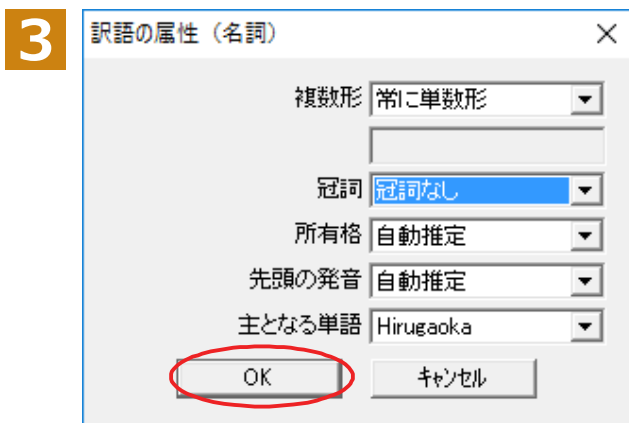 3
訳語の属性（名詞）
複数形 常に単数形
冠詞 冠詞なし
所有格 自動推定
先頭の発音 自動推定
主となる単語 Hirugaoka
OK キャンセル